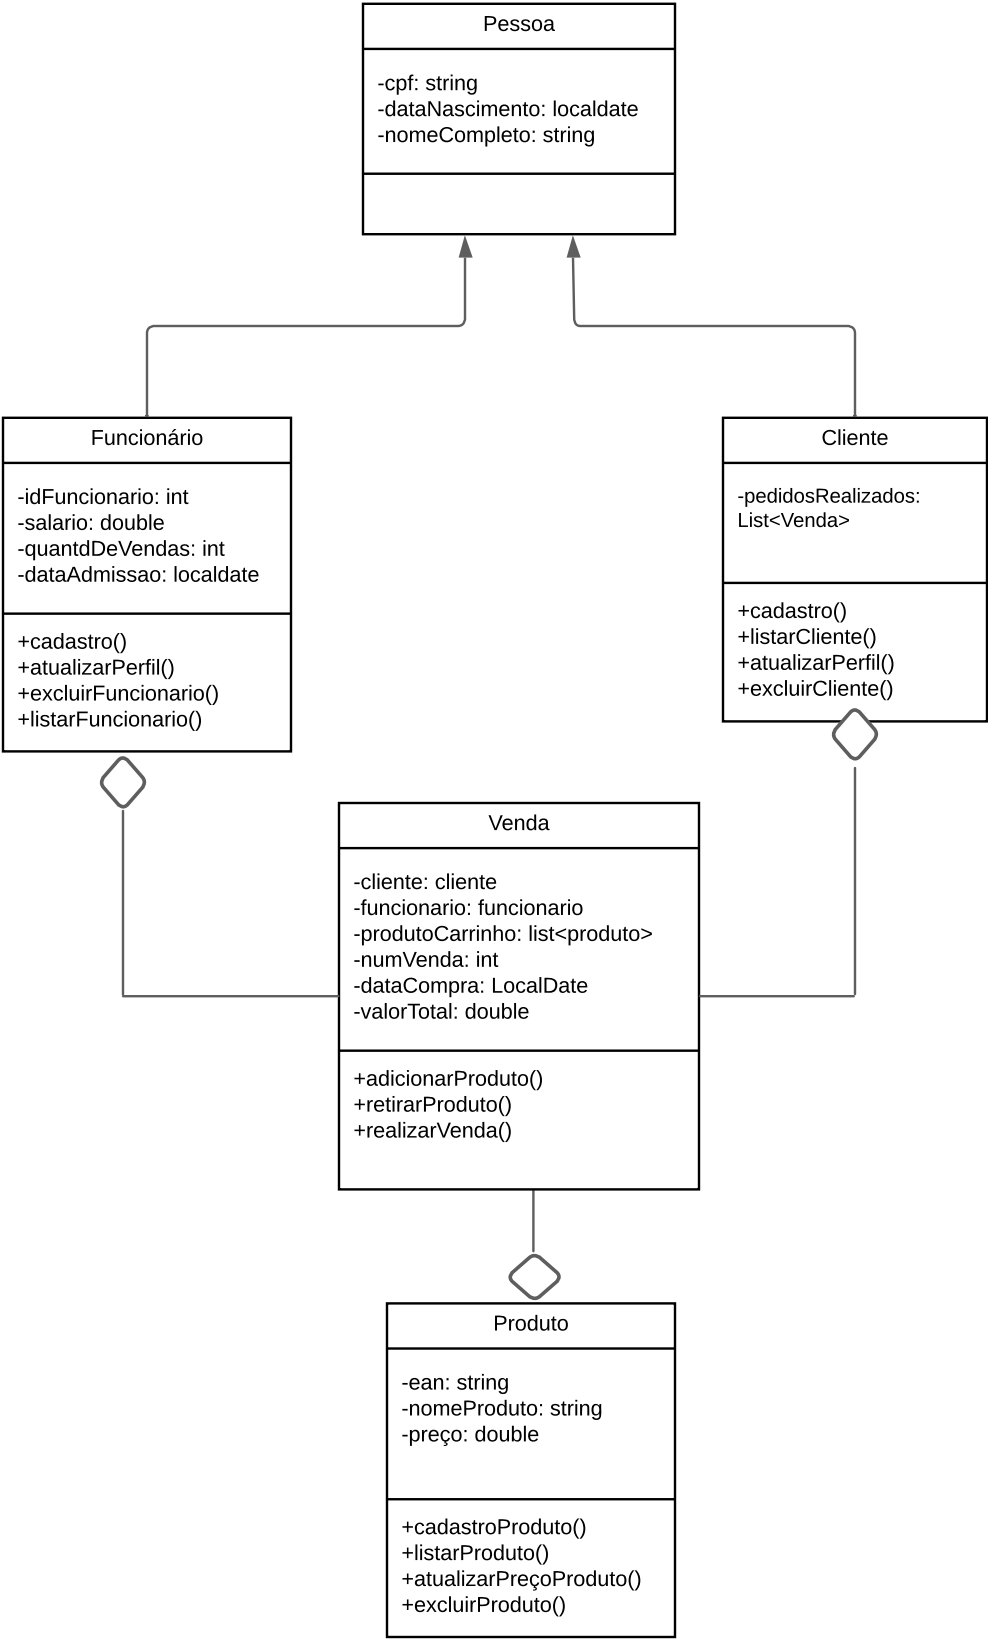 Pessoa
-cpf: string
-dataNascimento: localdate
-nomeCompleto: string
Funcionário
-idFuncionario: int
-salario: double
-quantdDeVendas: int
-dataAdmissao: localdate
+cadastro()
+atualizarPerfil()
+excluirFuncionario()
+listarFuncionario()
Cliente
-pedidosRealizados:
List<Venda>
+cadastro()
+listarCliente()
+atualizarPerfil()
+excluirCliente()
Venda
-cliente: cliente
-funcionario: funcionario
-produtoCarrinho: list<produto>
-numVenda: int
-dataCompra: LocalDate
-valorTotal: double
+adicionarProduto()
+retirarProduto()
+realizarVenda()
Produto
-ean: string
-nomeProduto: string
-preço: double
+cadastroProduto()
+listarProduto()
+atualizarPreçoProduto()
+excluirProduto()